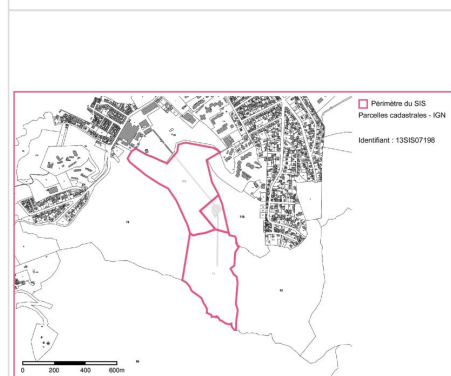 Périmètre du SIS
Parcelles cadastrales - IGN
Identifiant : 13SIS07198
0 200 400 600m